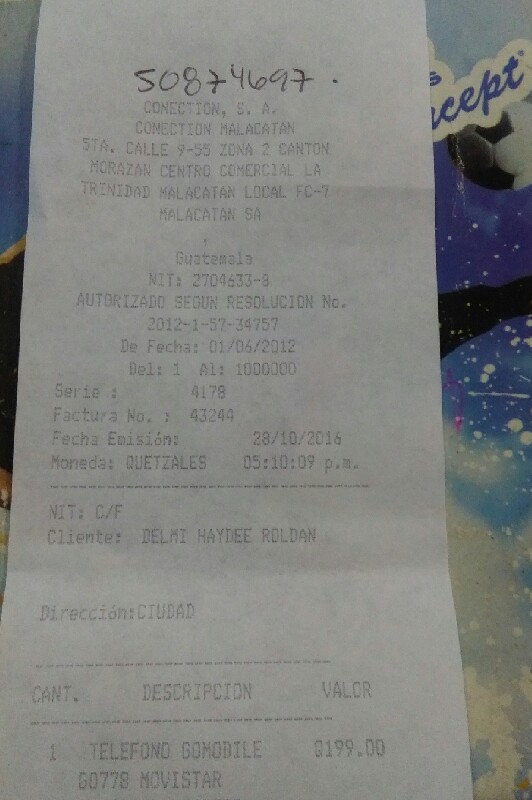 50874697.
CONECTION, S. A.
CONECTION MALACATAN
5TA. CALLE 9-55 ZONA 2 CANTON
MORAZAN CENTRO COMERCIAL LA
TRINIDAD MALACATAN LOCAL FC-7
MALACATAN SA
Guatemala
NIT: 2704633-8
AUTORIZADO SEGUN RESOLUCION No.
2012-1-57-34757
De Fecha: 01/06/2012
Del: 1 Al: 1000000
Serie : 4178
Factura No. : 43244
Fecha Emisión: 28/10/2016
Moneda: QUETZALES 05:10:09 p.m.
NIT: C/F
Cliente: DELMI HAYDEE ROLDAN
Dirección:CIUDAD
CANT. DESCRIPCION VALOR
1 TELEFONO GOMOBILE Q199.00
GO778 MOVISTAR